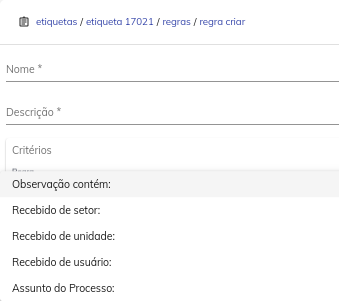 etiquetas / etiqueta 17021 / regras / regra criar
Nome *
Descrição *
Critérios
Observação contém:
Recebido de setor:
Recebido de unidade:
Recebido de usuário:
Assunto do Processo: